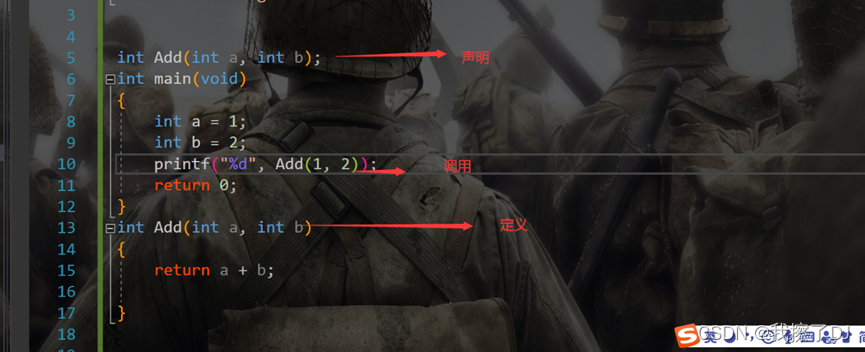 3
4
5 int Add(int a, int b); 声明
6 int main(void)
7 {
8 int a = 1;
9 int b = 2;
10 printf("%d", Add(1, 2)); 调用
11 return 0;
12 }
13 int Add(int a, int b) 定义
14 {
15 return a + b;
16
17 }
18
英